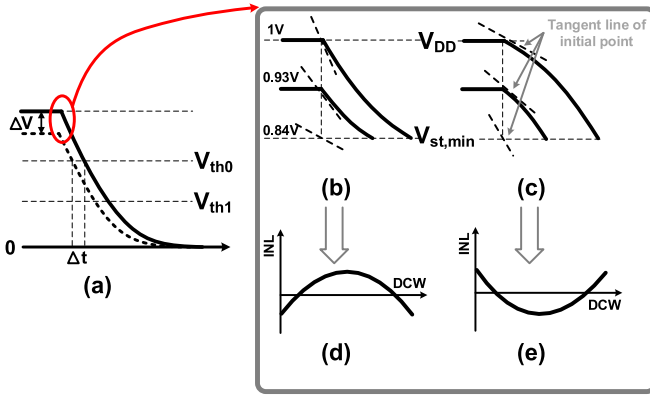 ΔV
V_th0
V_th1
0
Δt
(a)
1V
0.93V
0.84V
V_DD
V_st,min
Tangent line of
initial point
(b)
(c)
INL
DCW
(d)
INL
DCW
(e)